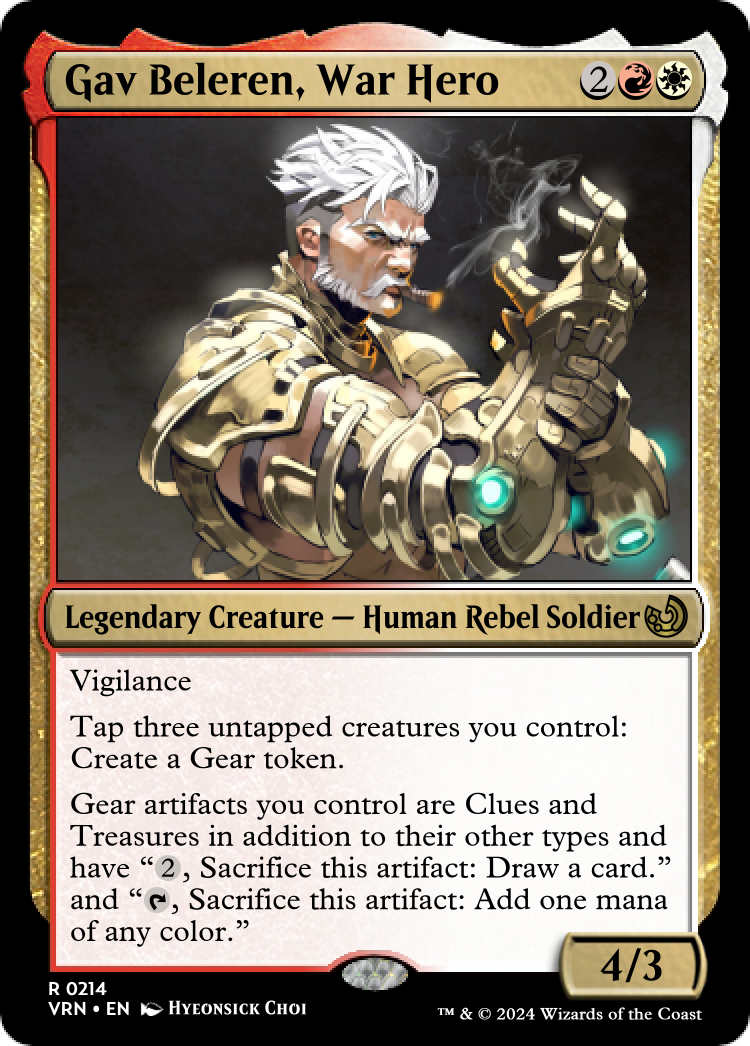 Gav Beleren, War Hero 2
Legendary Creature — Human Rebel Soldier
Vigilance
Tap three untapped creatures you control:
Create a Gear token.
Gear artifacts you control are Clues and
Treasures in addition to their other types and
have “2, Sacrifice this artifact: Draw a card.”
and “, Sacrifice this artifact: Add one mana
of any color.”
4/3
R 0214
VRN • EN Hyeonsick Choi
™ & © 2024 Wizards of the Coast